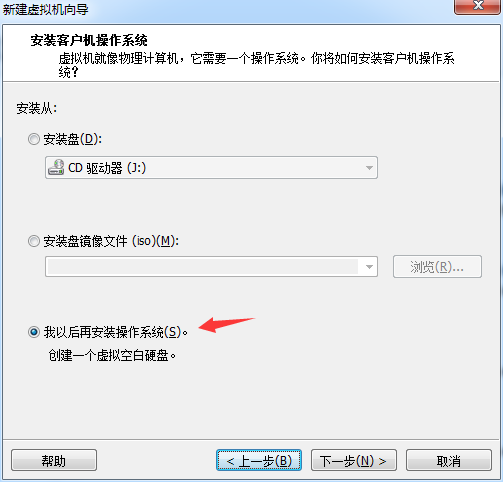 新建虚拟机向导
安装客户机操作系统
虚拟机就像物理计算机，它需要一个操作系统。你将如何安装客户机操作系
统？
安装从:
安装盘(D):
CD 驱动器 (J:)
安装盘镜像文件 (iso)(M):
浏览(R)...
我以后再安装操作系统(S)。
创建一个虚拟空白硬盘。
帮助
< 上一步(B)
下一步(N) >
取消